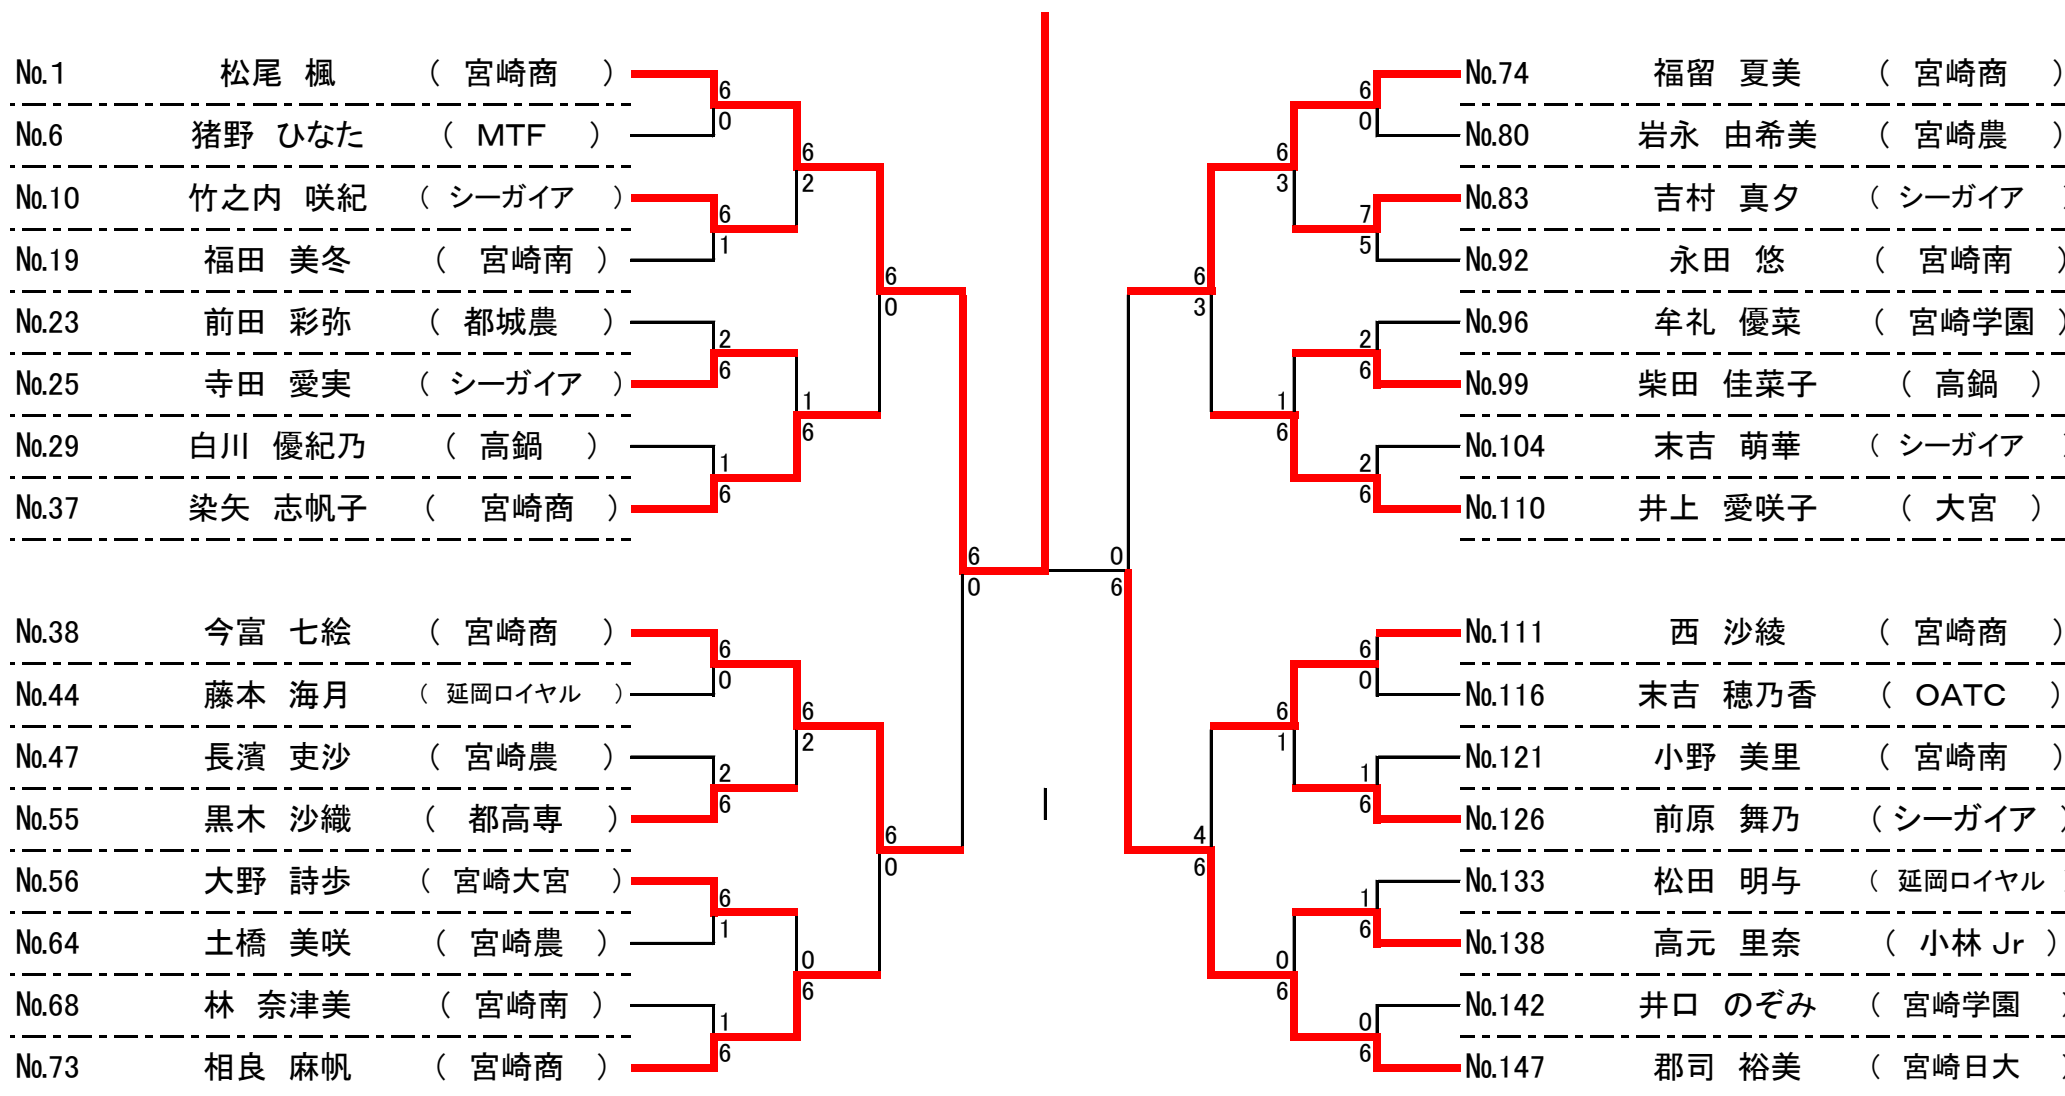 No.1 松尾 楓 ( 宮崎商 )
No.6 猪野 ひなた ( MTF )
No.10 竹之内 咲紀 ( シーガイア )
No.19 福田 美冬 ( 宮崎南 )
No.23 前田 彩弥 ( 都城農 )
No.25 寺田 愛実 ( シーガイア )
No.29 白川 優紀乃 ( 高鍋 )
No.37 染矢 志帆子 ( 宮崎商 )
6
0
6
1
2
6
1
6
6
2
1
6
6
0
No.38 今富 七絵 ( 宮崎商 )
No.44 藤本 海月 ( 延岡ロイヤル )
No.47 長濱 吏沙 ( 宮崎農 )
No.55 黒木 沙織 ( 都高専 )
No.56 大野 詩歩 ( 宮崎大宮 )
No.64 土橋 美咲 ( 宮崎農 )
No.68 林 奈津美 ( 宮崎南 )
No.73 相良 麻帆 ( 宮崎商 )
6
0
2
6
6
1
1
6
6
2
0
6
6
0
6
0
No.74 福留 夏美 ( 宮崎商 )
No.80 岩永 由希美 ( 宮崎農 )
No.83 吉村 真夕 ( シーガイア )
No.92 永田 悠 ( 宮崎南 )
No.96 牟礼 優菜 ( 宮崎学園 )
No.99 柴田 佳菜子 ( 高鍋 )
No.104 末吉 萌華 ( シーガイア )
No.110 井上 愛咲子 ( 大宮 )
6
0
7
5
2
6
2
6
6
3
1
6
6
3
0
6
No.111 西 沙綾 ( 宮崎商 )
No.116 末吉 穂乃香 ( OATC )
No.121 小野 美里 ( 宮崎南 )
No.126 前原 舞乃 ( シーガイア )
No.133 松田 明与 ( 延岡ロイヤル )
No.138 高元 里奈 ( 小林 Jr )
No.142 井口 のぞみ ( 宮崎学園 )
No.147 郡司 裕美 ( 宮崎日大 )
6
0
1
6
1
6
0
6
6
1
0
6
4
6